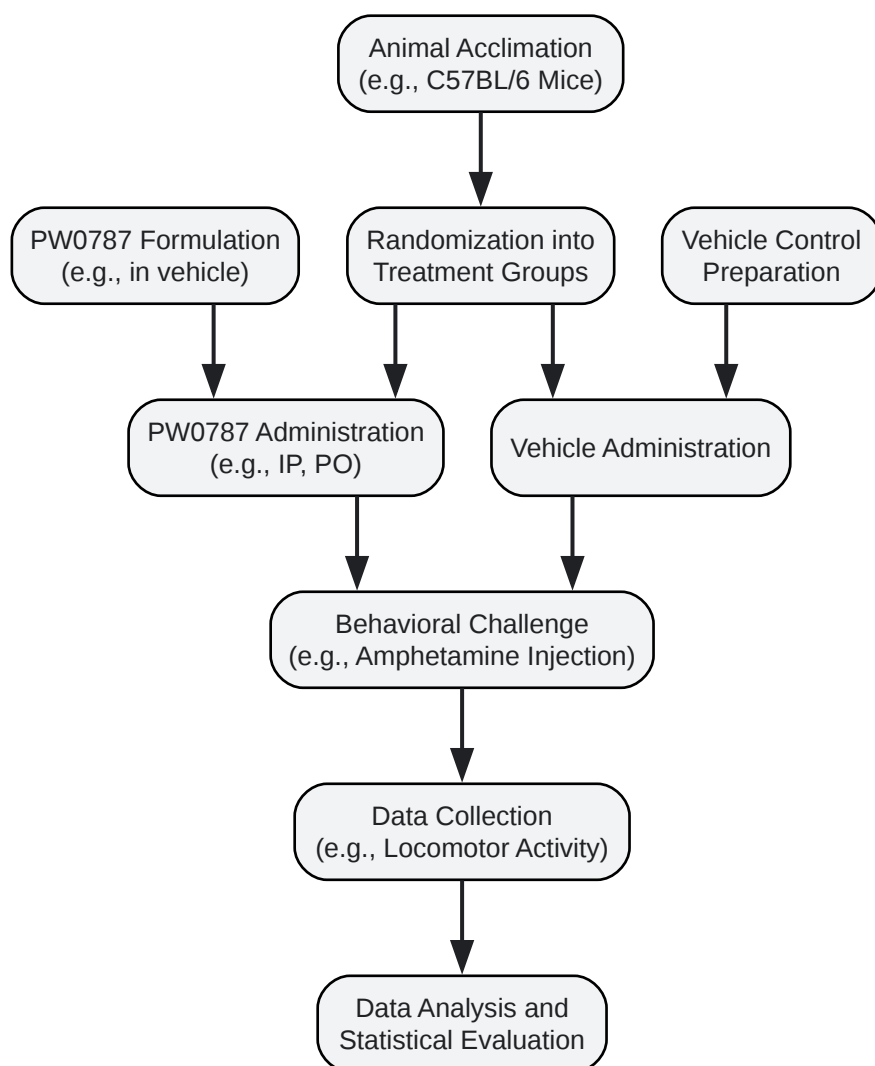 Animal Acclimation
(e.g., C57BL/6 Mice)
PW0787 Formulation
(e.g., in vehicle)
Randomization into
Treatment Groups
Vehicle Control
Preparation
PW0787 Administration
(e.g., IP, PO)
Vehicle Administration
Behavioral Challenge
(e.g., Amphetamine Injection)
Data Collection
(e.g., Locomotor Activity)
Data Analysis and
Statistical Evaluation